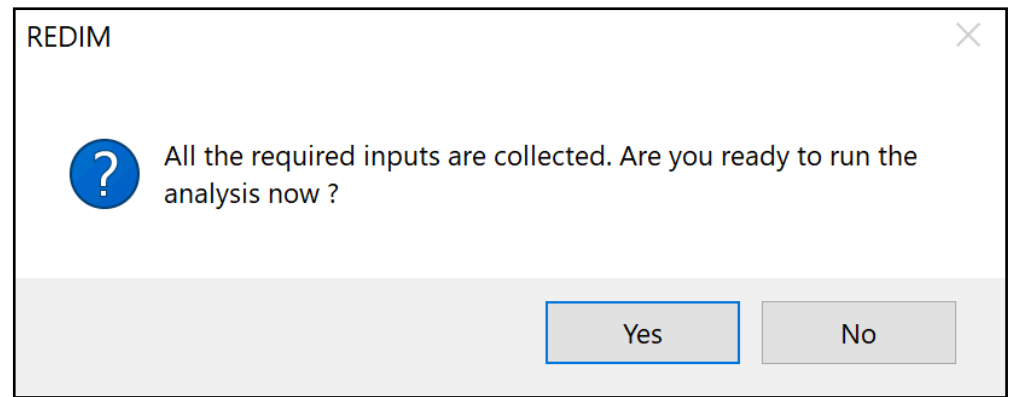 REDIM
?
All the required inputs are collected. Are you ready to run the
analysis now ?
Yes
No